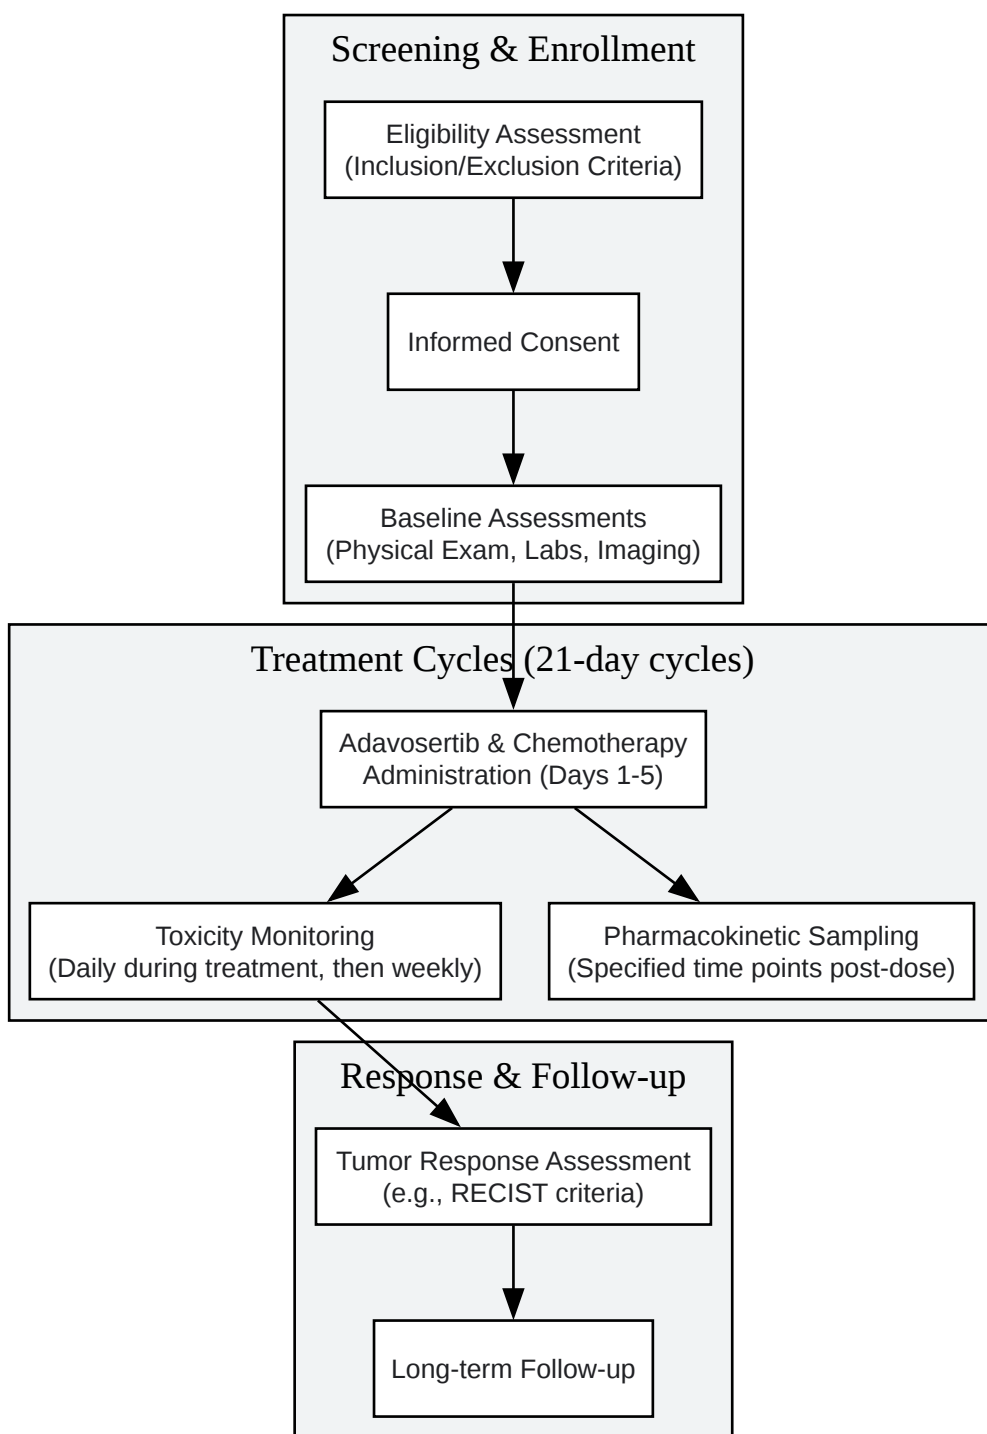 Screening & Enrollment
Eligibility Assessment
(Inclusion/Exclusion Criteria)
Informed Consent
Baseline Assessments
(Physical Exam, Labs, Imaging)
Treatment Cycles (21-day cycles)
Adavosertib & Chemotherapy
Administration (Days 1-5)
Toxicity Monitoring
(Daily during treatment, then weekly)
Pharmacokinetic Sampling
(Specified time points post-dose)
Response & Follow-up
Tumor Response Assessment
(e.g., RECIST criteria)
Long-term Follow-up